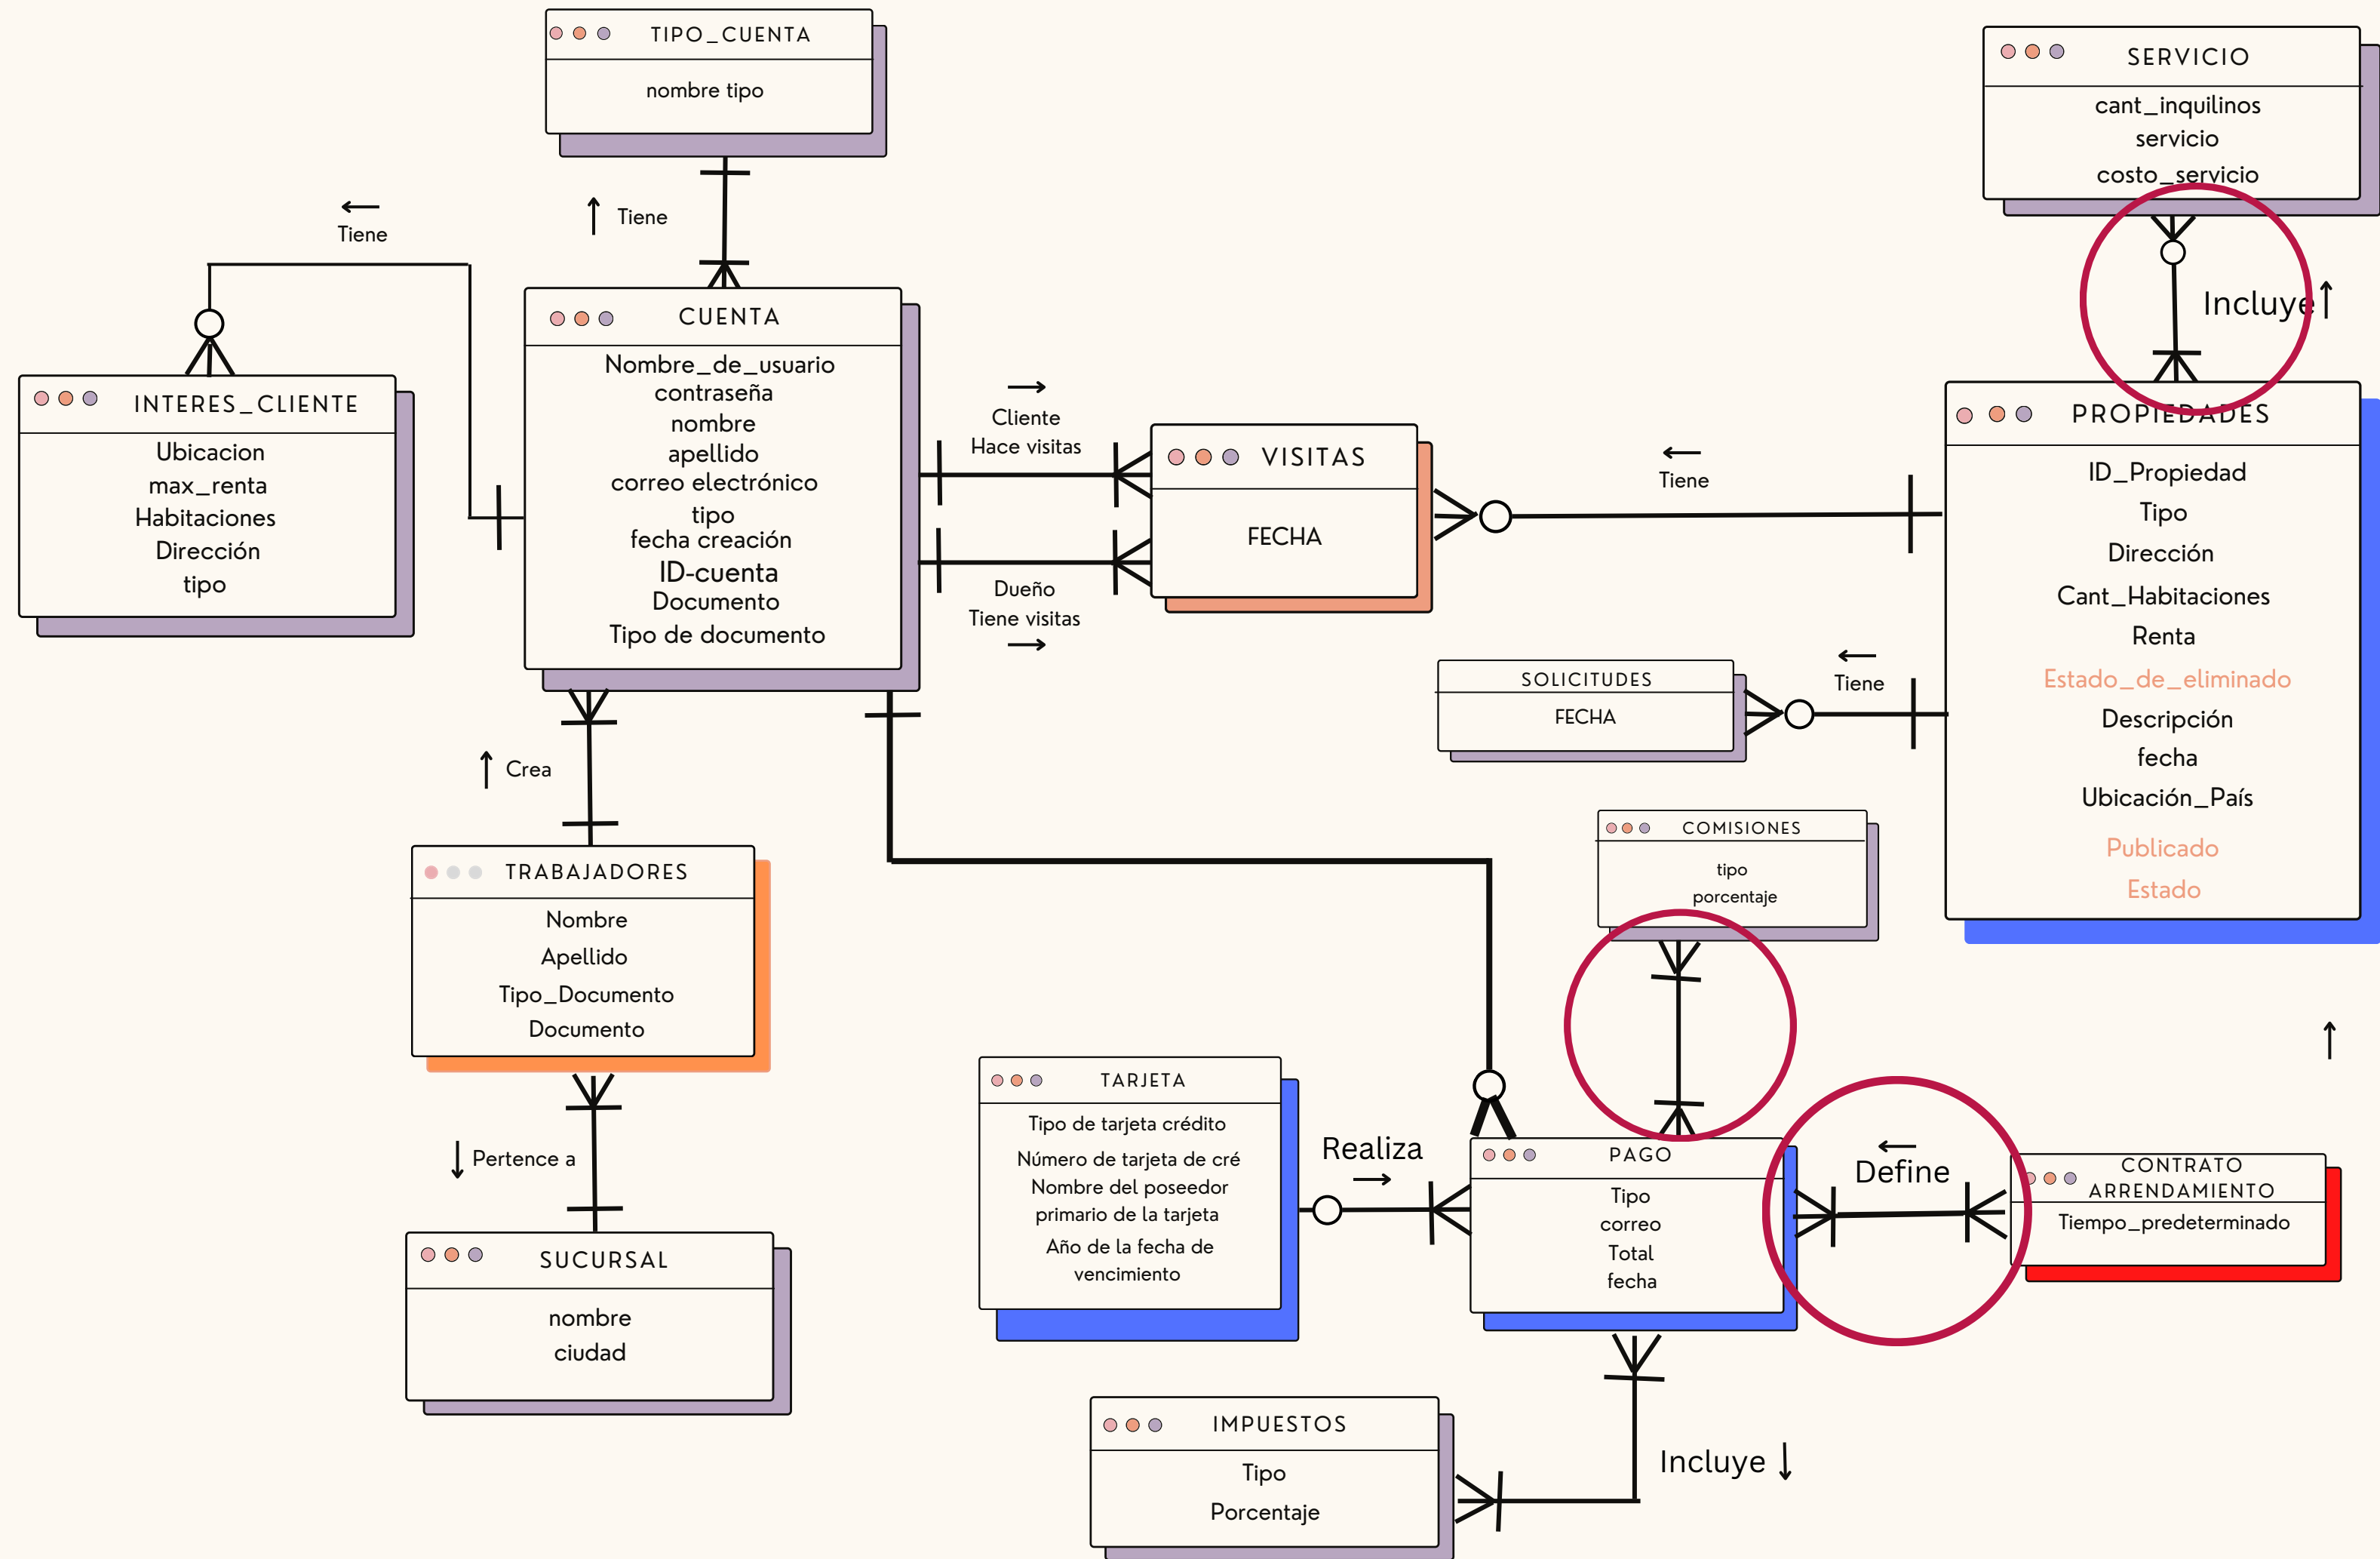 TIPO_CUENTA
nombre tipo
SERVICIO
cant_inquilinos
servicio
costo_servicio
Tiene
Tiene
Incluye
INTERES_CLIENTE
Ubicacion
max_renta
Habitaciones
Dirección
tipo
CUENTA
Nombre_de_usuario
contraseña
nombre
apellido
correo electrónico
tipo
fecha creación
ID-cuenta
Documento
Tipo de documento
Cliente
Hace visitas
Dueño
Tiene visitas
VISITAS
FECHA
Tiene
PROPIEDADES
ID_Propiedad
Tipo
Dirección
Cant_Habitaciones
Renta
Estado_de_eliminado
Descripción
fecha
Ubicación_País
Publicado
Estado
SOLICITUDES
FECHA
Tiene
Crea
COMISIONES
tipo
porcentaje
TRABAJADORES
Nombre
Apellido
Tipo_Documento
Documento
Pertence a
SUCURSAL
nombre
ciudad
TARJETA
Tipo de tarjeta crédito
Número de tarjeta de cré
Nombre del poseedor
primario de la tarjeta
Año de la fecha de
vencimiento
Realiza
PAGO
Tipo
correo
Total
fecha
Define
CONTRATO
ARRENDAMIENTO
Tiempo_predeterminado
IMPUESTOS
Tipo
Porcentaje
Incluye